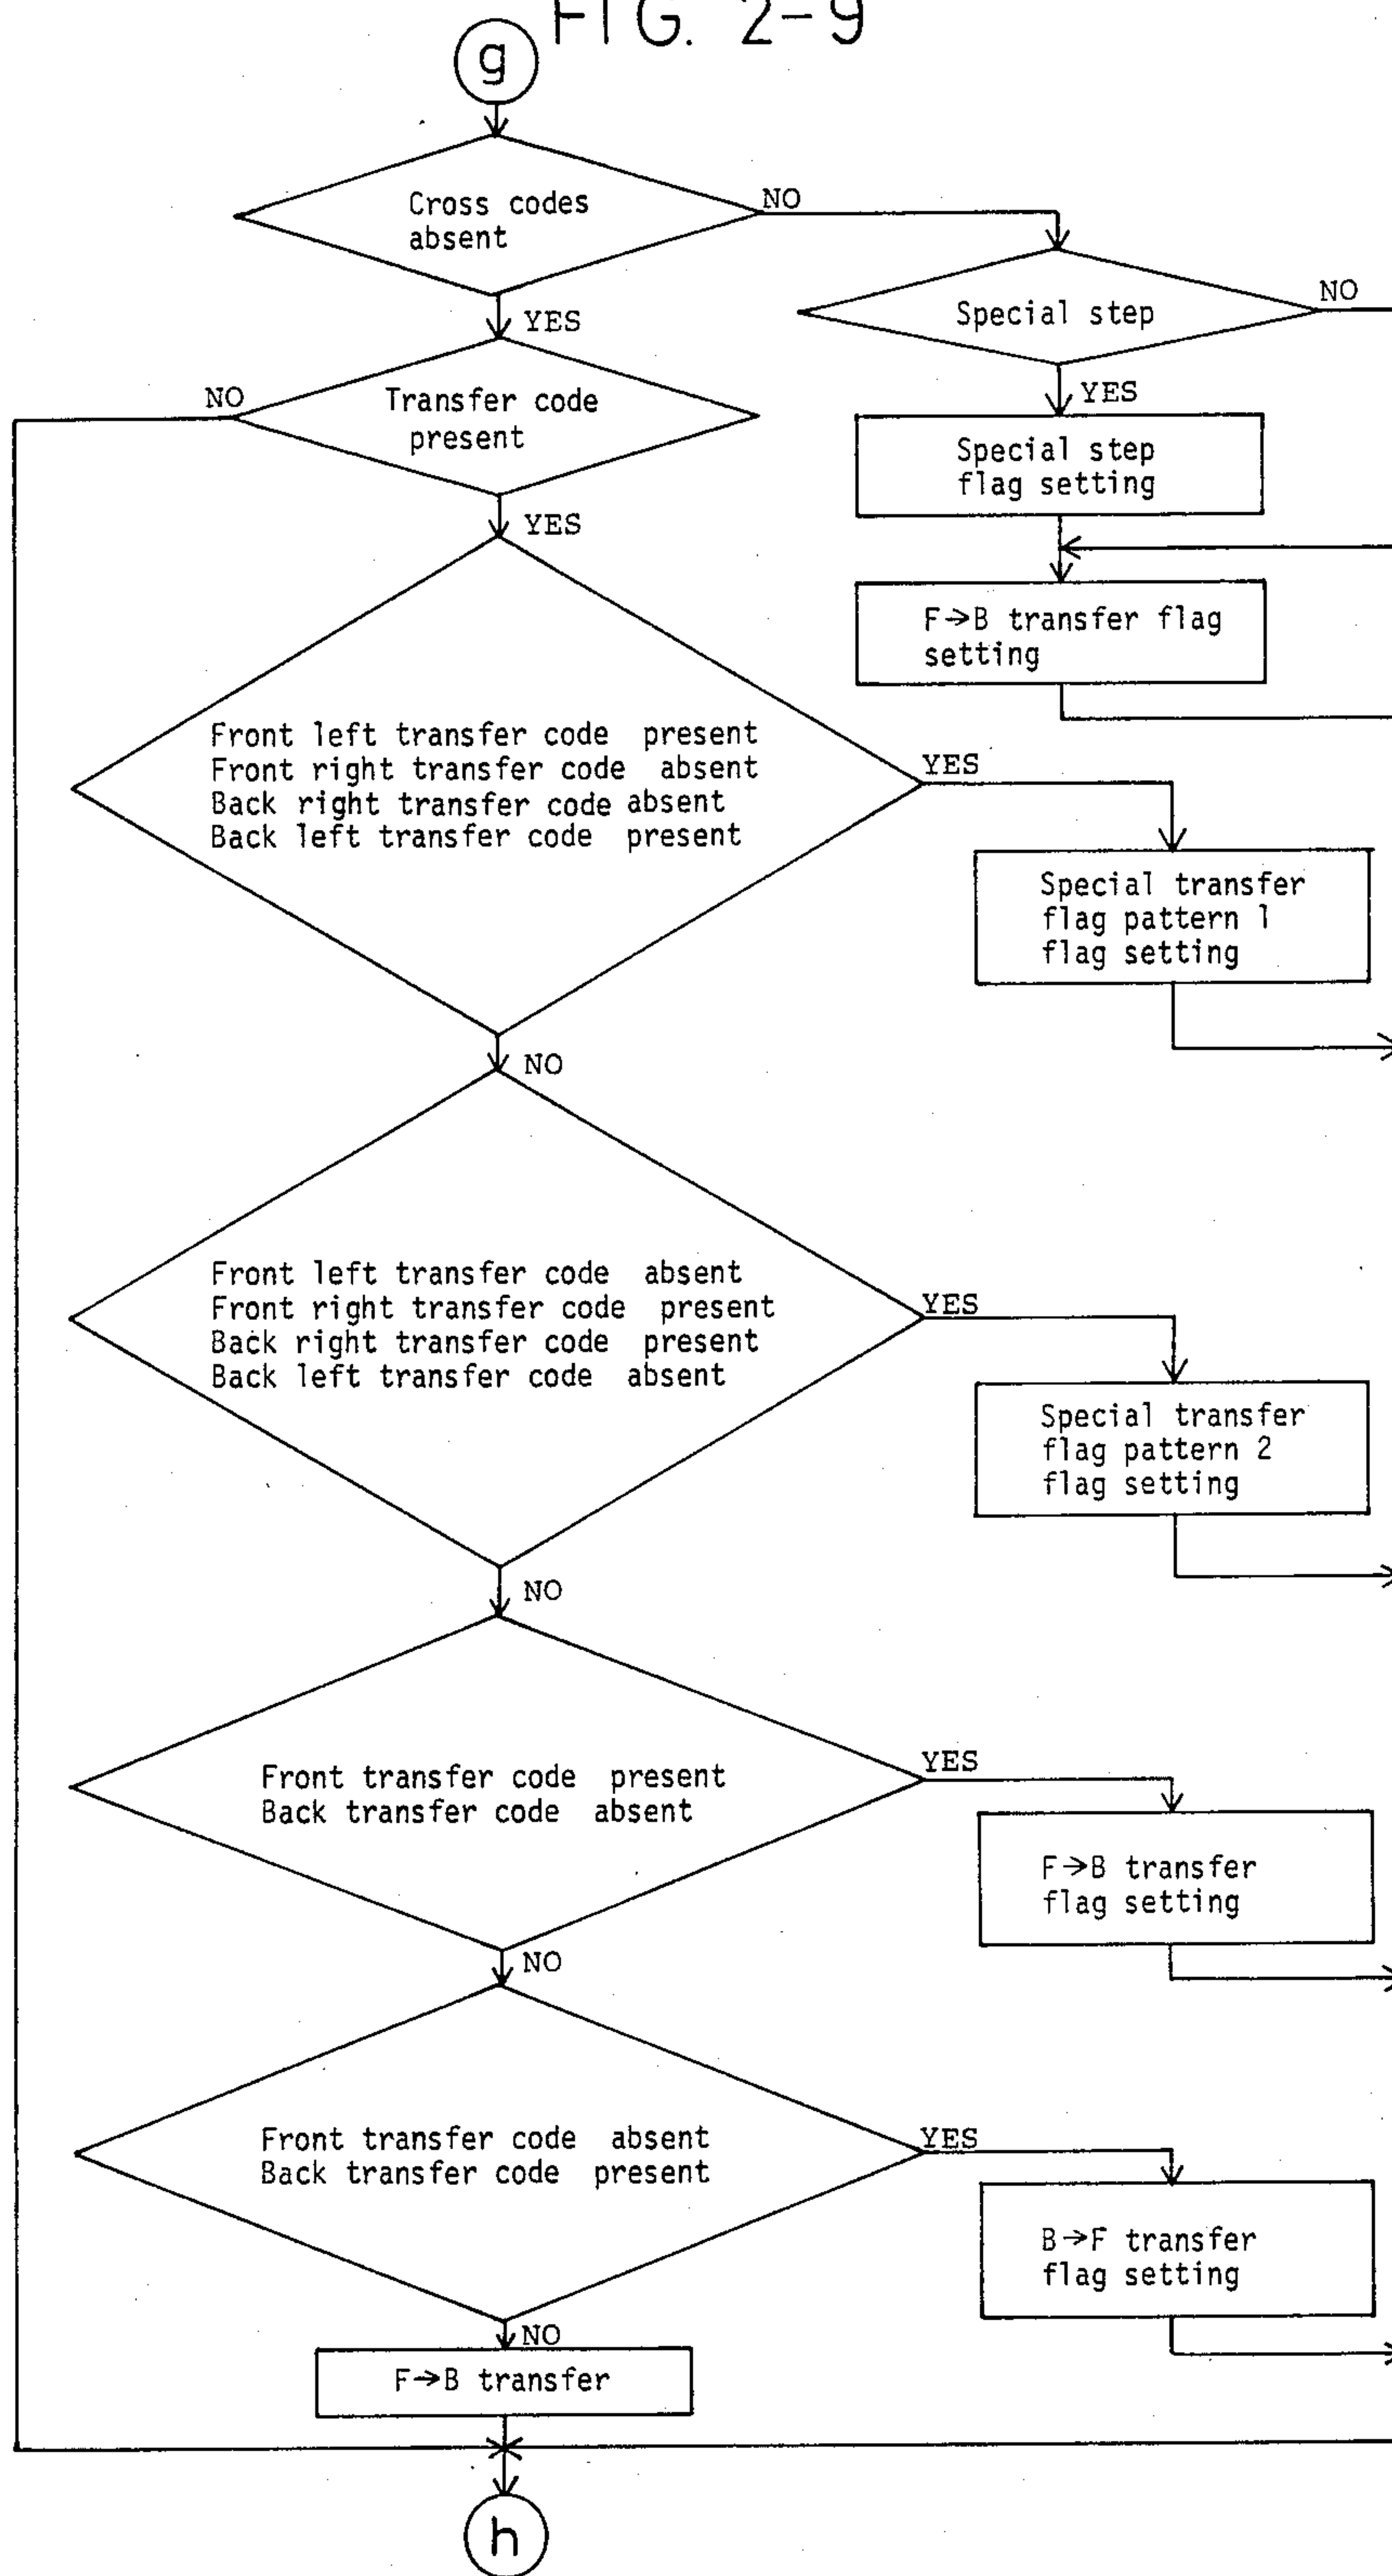 FIG. 2-9
g
Cross codes
absent
NO
YES
Special step
NO
YES
Transfer code
present
NO
YES
Special step
flag setting
F→B transfer flag
setting
Front left transfer code present
Front right transfer code absent
Back right transfer code absent
Back left transfer code present
YES
NO
Special transfer
flag pattern 1
flag setting
Front left transfer code absent
Front right transfer code present
Back right transfer code present
Back left transfer code absent
YES
NO
Special transfer
flag pattern 2
flag setting
Front transfer code present
Back transfer code absent
YES
NO
F→B transfer
flag setting
Front transfer code absent
Back transfer code present
YES
NO
B→F transfer
flag setting
F→B transfer
h